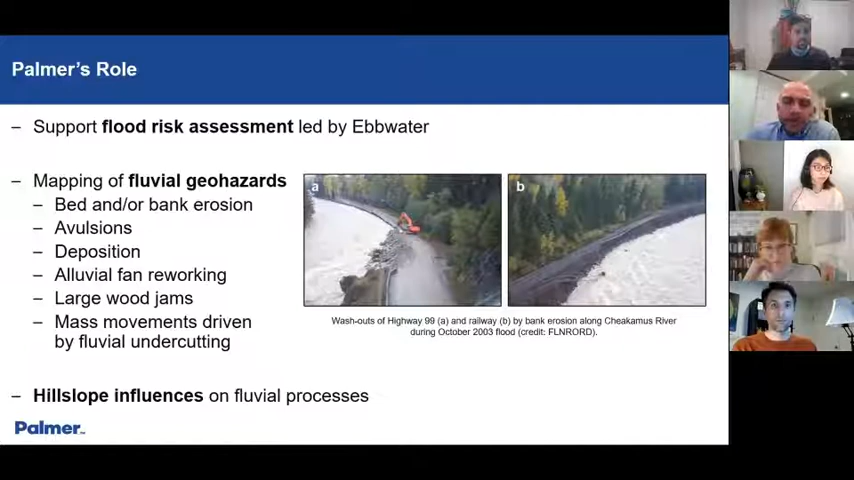 Palmer's Role
– Support flood risk assessment led by Ebbwater
– Mapping of fluvial geohazards
– Bed and/or bank erosion
– Avulsions
– Deposition
– Alluvial fan reworking
– Large wood jams
– Mass movements driven
by fluvial undercutting
a
b
Wash-outs of Highway 99 (a) and railway (b) by bank erosion along Cheakamus River
during October 2003 flood (credit: FLNRORD).
– Hillslope influences on fluvial processes
Palmer